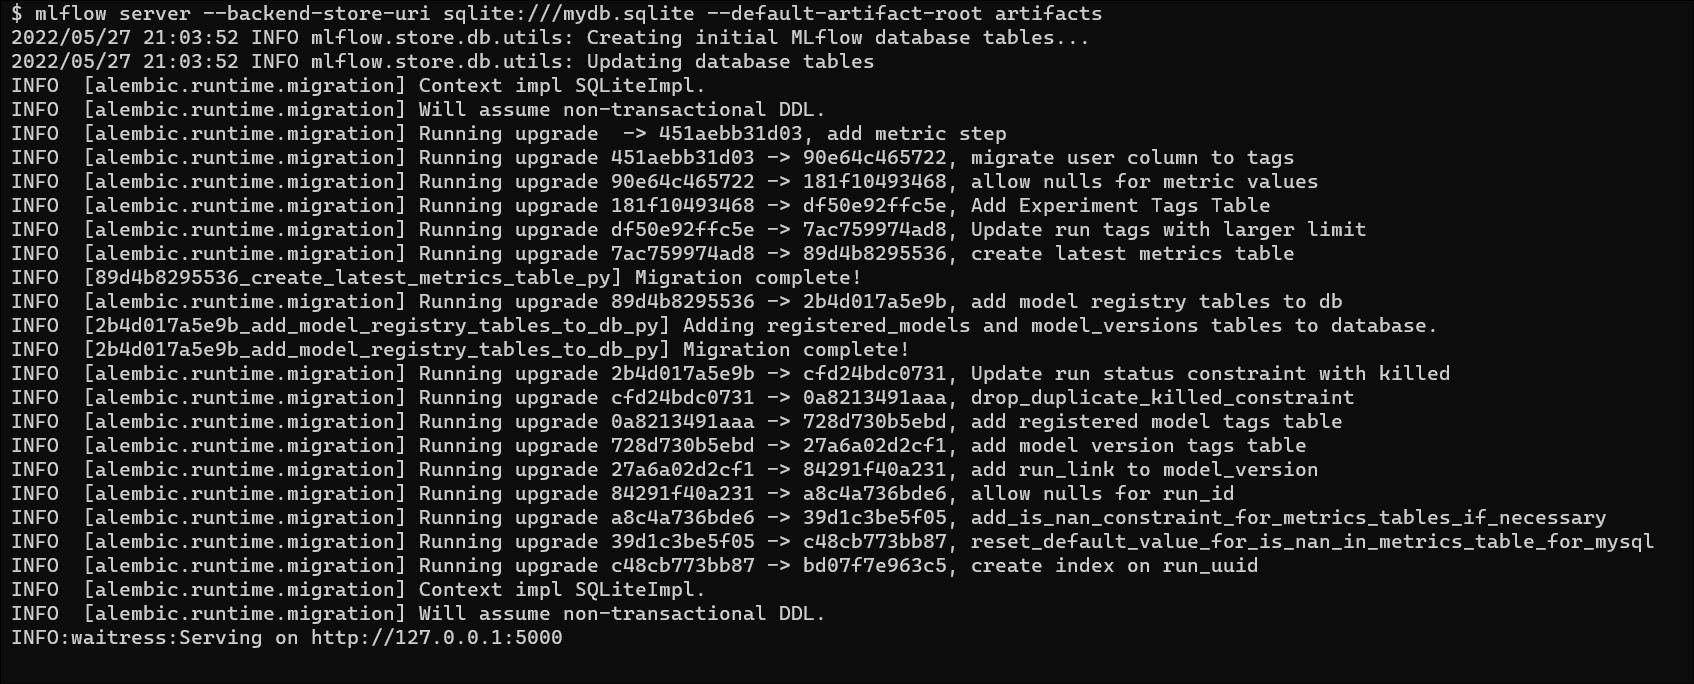 $ mlflow server --backend-store-uri sqlite:///mydb.sqlite --default-artifact-root artifacts
2022/05/27 21:03:52 INFO mlflow.store.db.utils: Creating initial MLflow database tables...
2022/05/27 21:03:52 INFO mlflow.store.db.utils: Updating database tables
INFO  [alembic.runtime.migration] Context impl SQLiteImpl.
INFO  [alembic.runtime.migration] Will assume non-transactional DDL.
INFO  [alembic.runtime.migration] Running upgrade  -> 451aebb31d03, add metric step
INFO  [alembic.runtime.migration] Running upgrade 451aebb31d03 -> 90e64c465722, migrate user column to tags
INFO  [alembic.runtime.migration] Running upgrade 90e64c465722 -> 181f10493468, allow nulls for metric values
INFO  [alembic.runtime.migration] Running upgrade 181f10493468 -> df50e92ffc5e, Add Experiment Tags Table
INFO  [alembic.runtime.migration] Running upgrade df50e92ffc5e -> 7ac759974ad8, Update run tags with larger limit
INFO  [alembic.runtime.migration] Running upgrade 7ac759974ad8 -> 89d4b8295536, create latest metrics table
INFO  [89d4b8295536_create_latest_metrics_table_py] Migration complete!
INFO  [alembic.runtime.migration] Running upgrade 89d4b8295536 -> 2b4d017a5e9b, add model registry tables to db
INFO  [2b4d017a5e9b_add_model_registry_tables_to_db_py] Adding registered_models and model_versions tables to database.
INFO  [2b4d017a5e9b_add_model_registry_tables_to_db_py] Migration complete!
INFO  [alembic.runtime.migration] Running upgrade 2b4d017a5e9b -> cfd24bdc0731, Update run status constraint with killed
INFO  [alembic.runtime.migration] Running upgrade cfd24bdc0731 -> 0a8213491aaa, drop_duplicate_killed_constraint
INFO  [alembic.runtime.migration] Running upgrade 0a8213491aaa -> 728d730b5ebd, add registered model tags table
INFO  [alembic.runtime.migration] Running upgrade 728d730b5ebd -> 27a6a02d2cf1, add model version tags table
INFO  [alembic.runtime.migration] Running upgrade 27a6a02d2cf1 -> 84291f40a231, add run_link to model_version
INFO  [alembic.runtime.migration] Running upgrade 84291f40a231 -> a8c4a736bde6, allow nulls for run_id
INFO  [alembic.runtime.migration] Running upgrade a8c4a736bde6 -> 39d1c3be5f05, add_is_nan_constraint_for_metrics_tables_if_necessary
INFO  [alembic.runtime.migration] Running upgrade 39d1c3be5f05 -> c48cb773bb87, reset_default_value_for_is_nan_in_metrics_table_for_mysql
INFO  [alembic.runtime.migration] Running upgrade c48cb773bb87 -> bd07f7e963c5, create index on run_uuid
INFO  [alembic.runtime.migration] Context impl SQLiteImpl.
INFO  [alembic.runtime.migration] Will assume non-transactional DDL.
INFO:waitress:Serving on http://127.0.0.1:5000